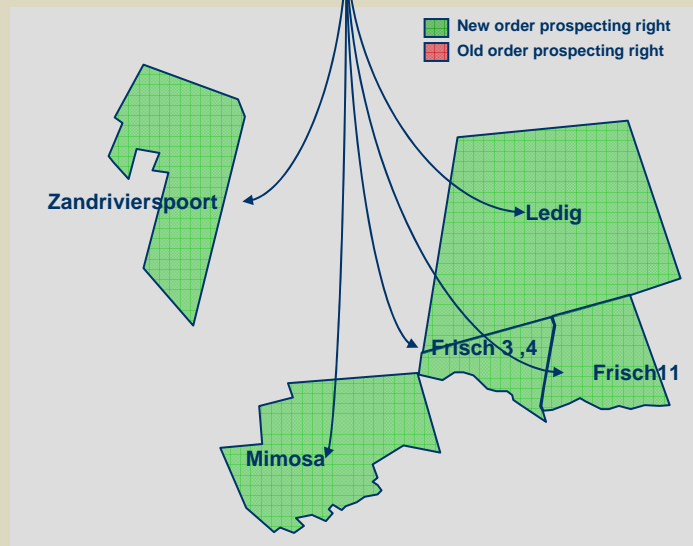 New order prospecting right
Old order prospecting right
Zandrivierspoort
Ledig
Frisch 3 ,4
Frisch11
Mimosa